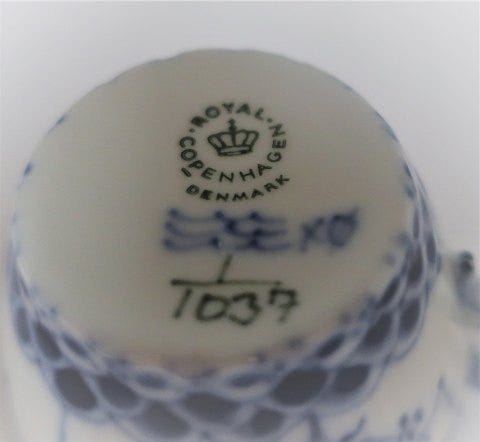 ROYAL
COPENHAGEN
DENMARK
1
1037